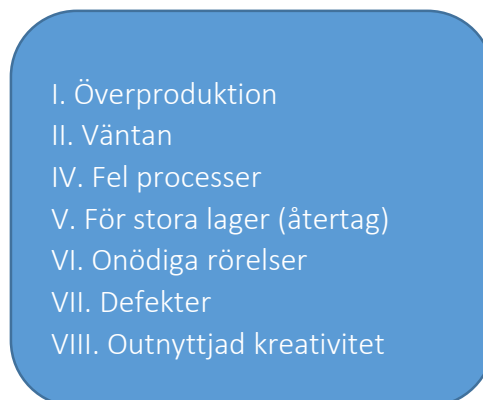 I. Överproduktion
II. Väntan
IV. Fel processer
V. För stora lager (återtag)
VI. Onödiga rörelser
VII. Defekter
VIII. Outnyttjad kreativitet